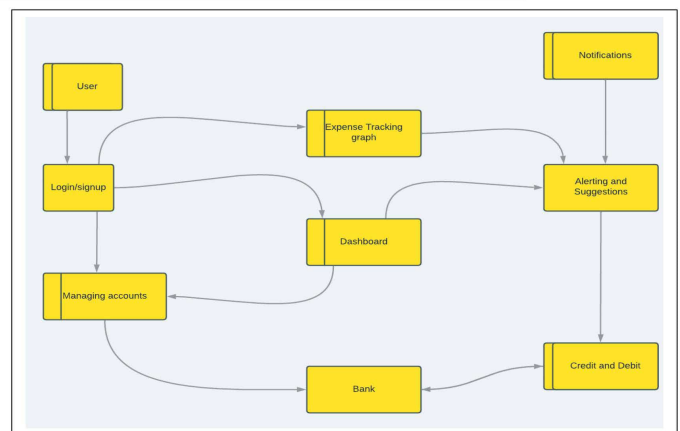 Notifications
User
Expense Tracking
graph
Login/signup
Alerting and
Suggestions
Dashboard
Managing accounts
Credit and Debit
Bank